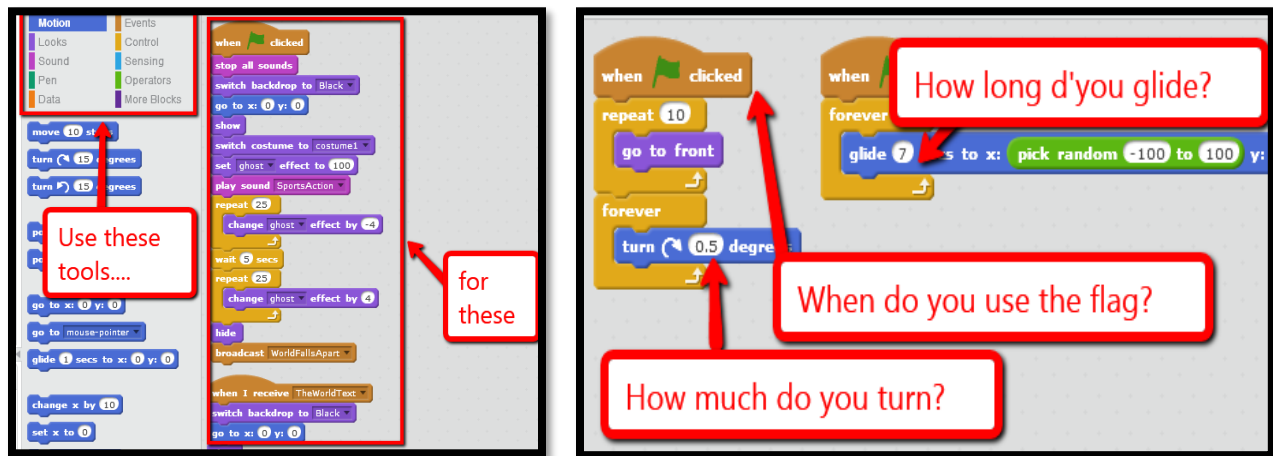 Motion
Looks
Sound
Pen
Data
Events
Control
Sensing
Operators
More Blocks
move 10 st
turn 15 degrees
turn 15 degrees
Use these
tools....
go to x: 0 y: 0
go to mouse-pointer
glide 1 secs to x: 0 y: 0
change x by 10
set x to 0
when clicked
stop all sounds
switch backdrop to Black
go to x: 0 y: 0
show
switch costume to costume1
set ghost effect to 100
play sound SportsAction
repeat 25
change ghost effect by -4
wait 5 secs
repeat 25
change ghost effect by 4
hide
broadcast WorldFallsApart
when I receive TheWorldText
switch backdrop to Black
go to x: 0 y: 0
for
these
when clicked
repeat 10
go to front
forever
turn 0.5 degrees
when
forever
glide 7 secs to x: pick random -100 to 100 y:
How long d'you glide?
When do you use the flag?
How much do you turn?